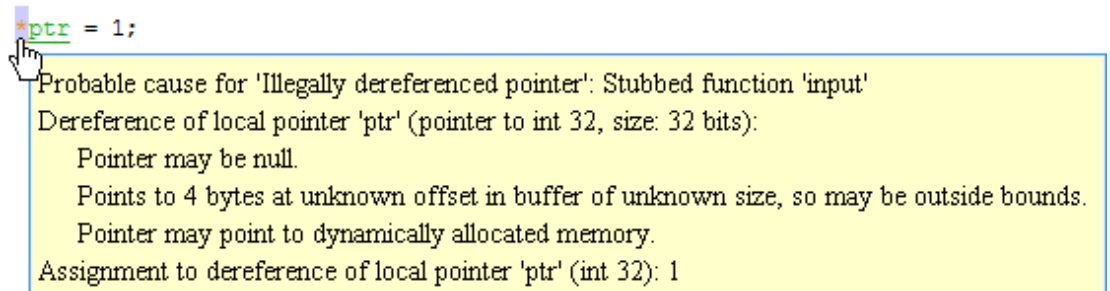 *ptr = 1;
Probable cause for 'Illegally dereferenced pointer': Stubbed function 'input'
Dereference of local pointer 'ptr' (pointer to int 32, size: 32 bits):
Pointer may be null.
Points to 4 bytes at unknown offset in buffer of unknown size, so may be outside bounds.
Pointer may point to dynamically allocated memory.
Assignment to dereference of local pointer 'ptr' (int 32): 1